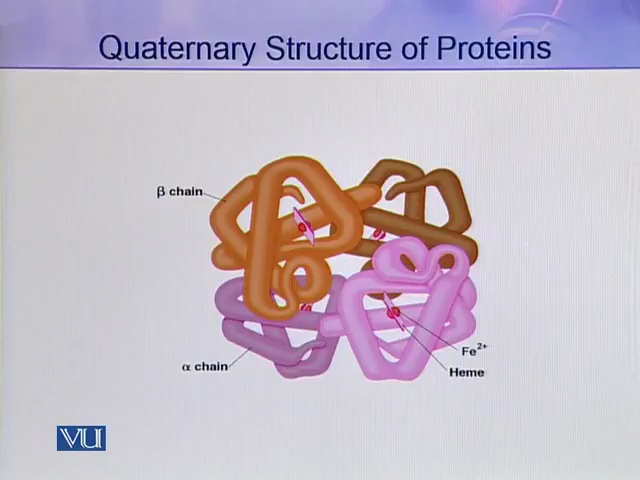 Quaternary Structure of Proteins
β chain
α chain
Fe2+
Heme
VU